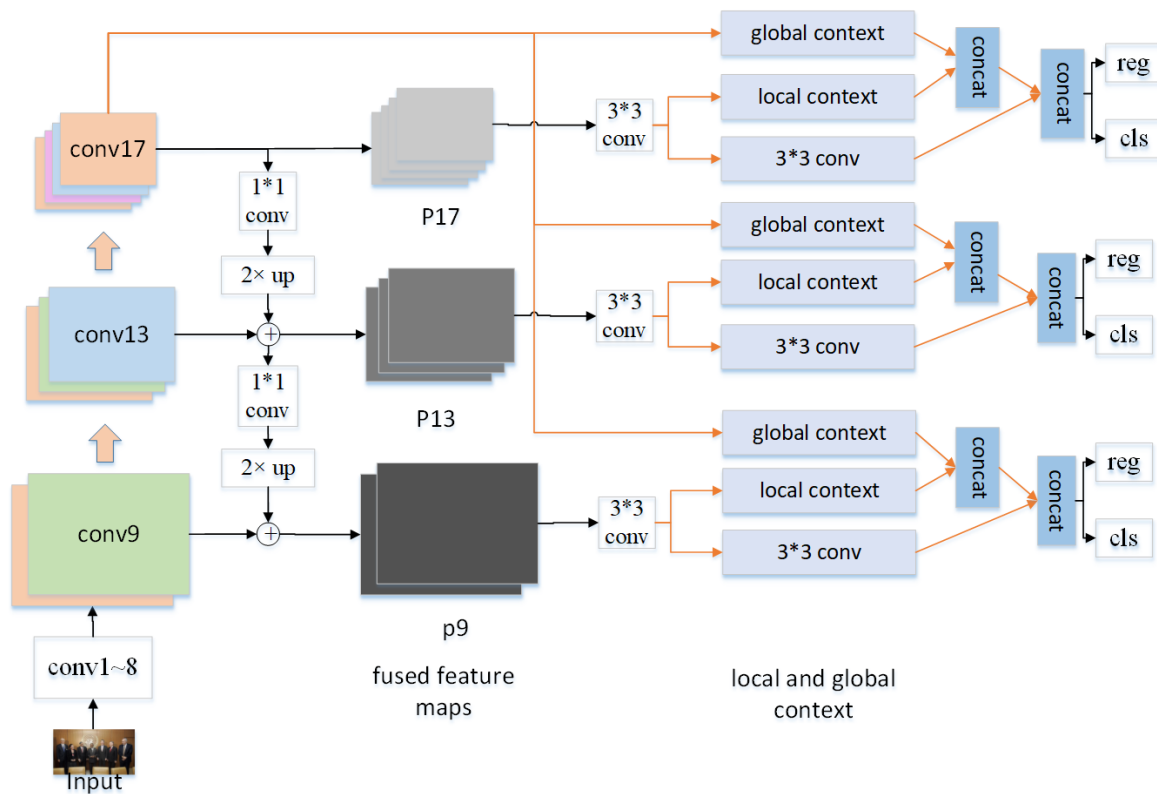 global context
concat
reg
concat
local context
3*3
conv
cls
3*3 conv
conv17
1*1
conv
P17
2× up
global context
concat
reg
local context
concat
3*3
conv
cls
3*3 conv
conv13
+
1*1
conv
P13
2× up
global context
concat
reg
local context
concat
3*3
conv
cls
3*3 conv
conv9
+
p9
conv1~8
fused feature
maps
local and global
context
Input